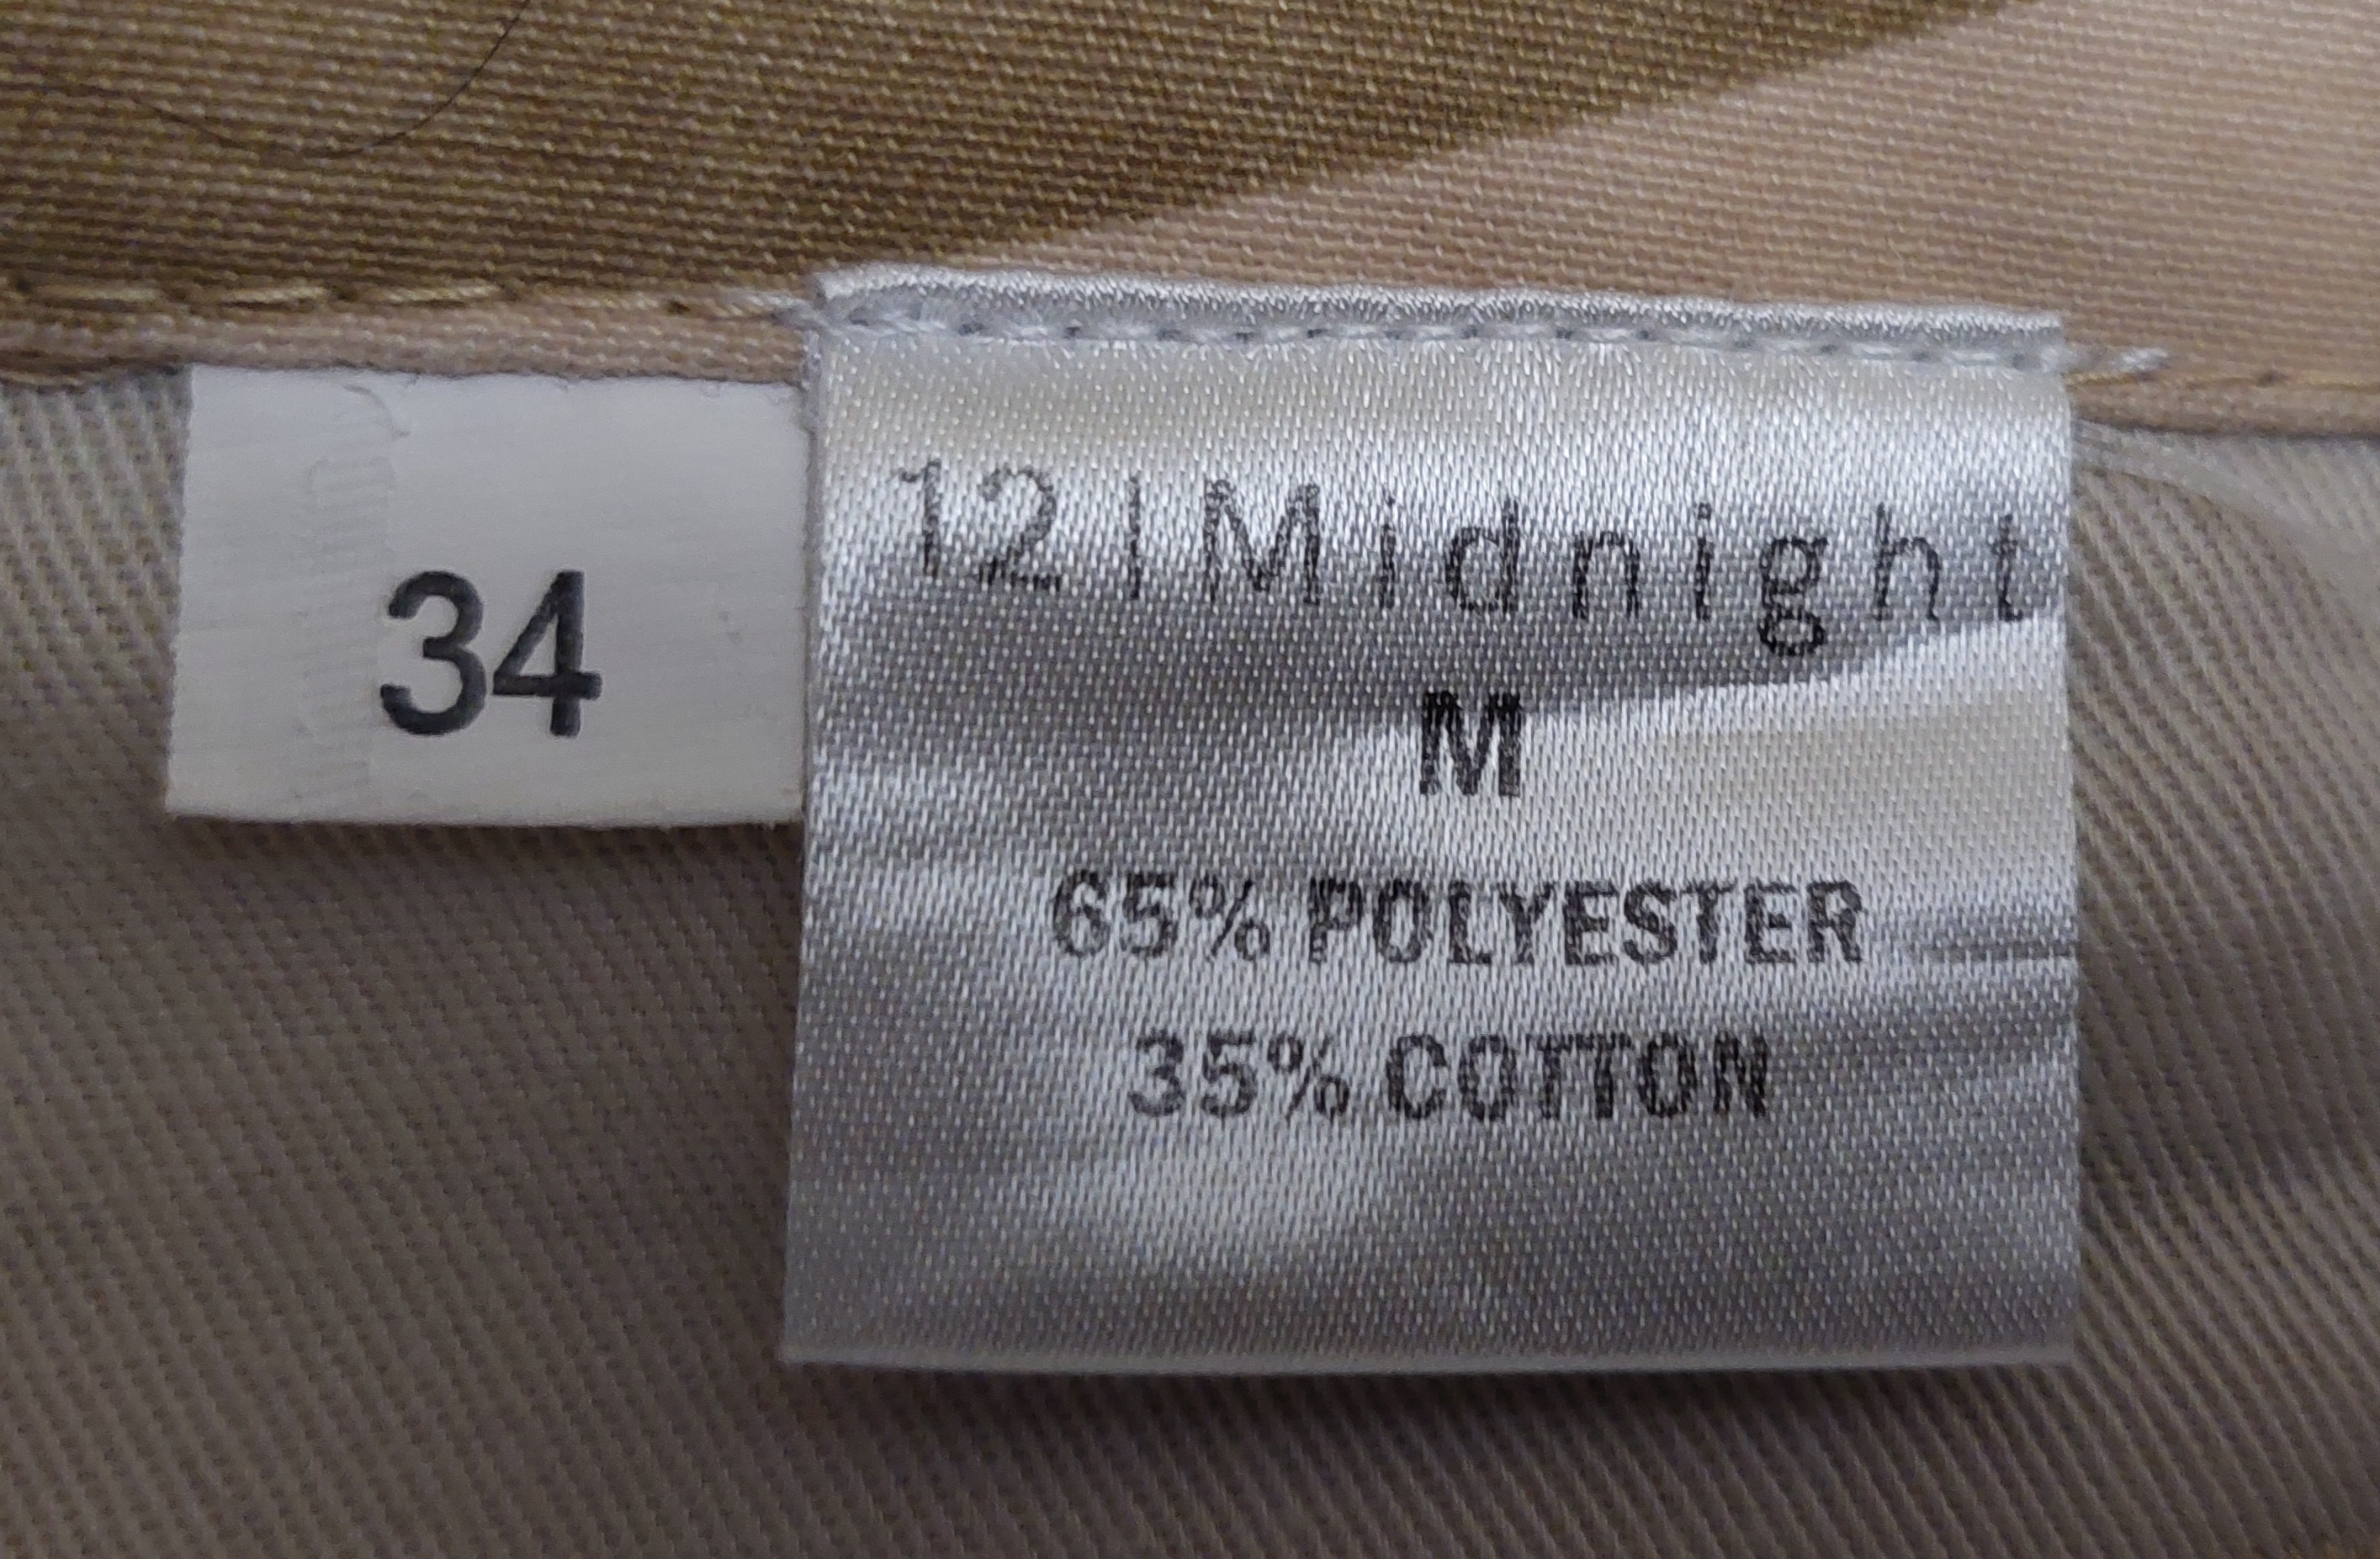 34
12|Midnight
M
65% POLYESTER
35% COTTON